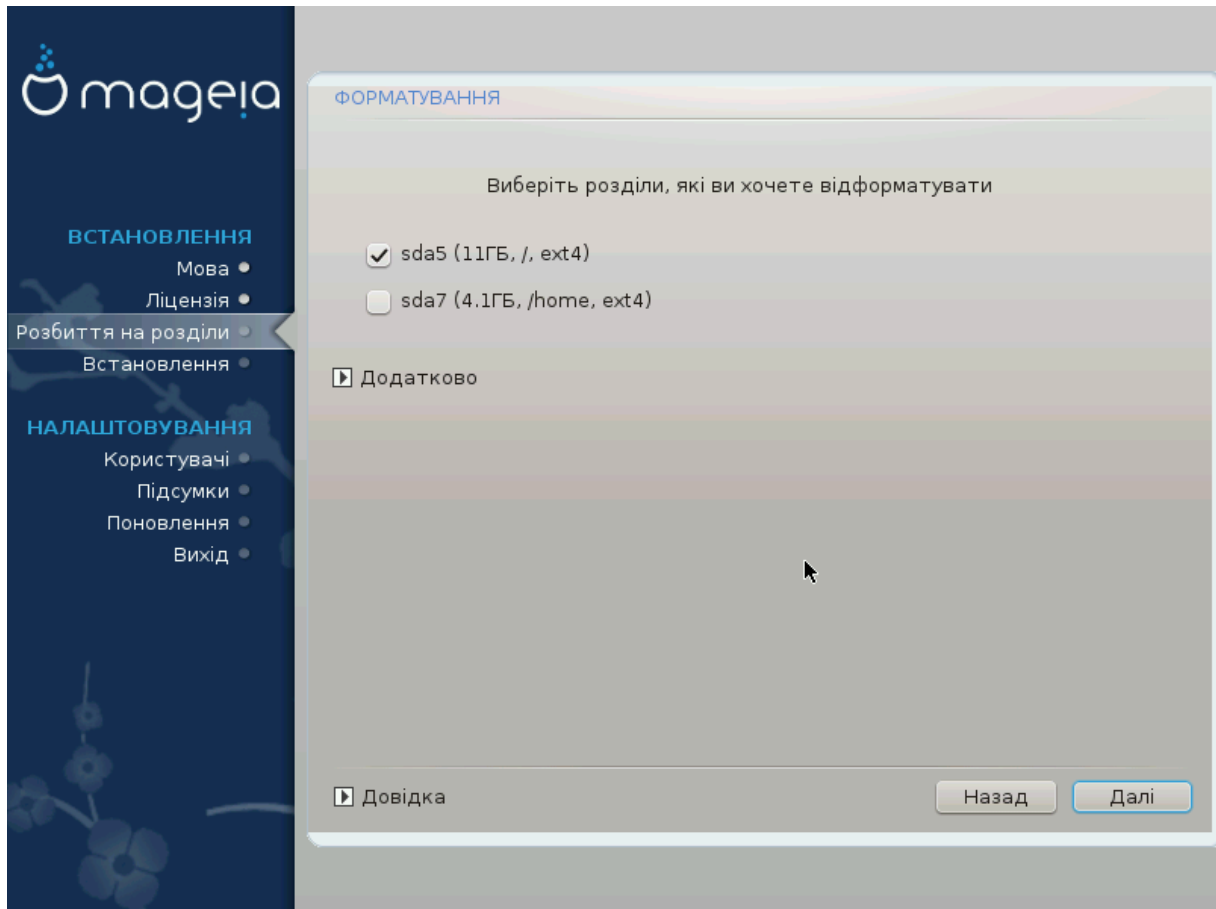 mageia
ВСТАНОВЛЕННЯ
Мова
Ліцензія
Розбиття на розділи
Встановлення
НАЛАШТОВУВАННЯ
Користувачі
Підсумки
Поновлення
Вихід
ФОРМАТУВАННЯ
Виберіть розділи, які ви хочете відформатувати
sda5 (11ГБ, /, ext4)
sda7 (4.1ГБ, /home, ext4)
Додатково
Довідка
Назад
Далі